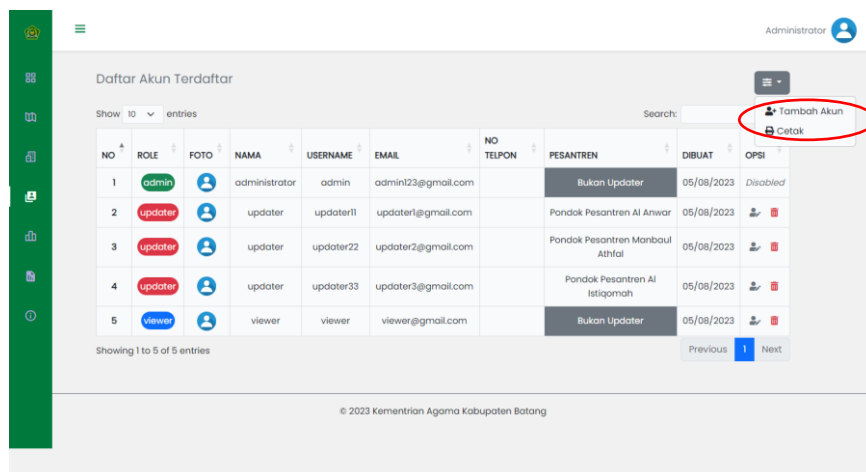 Administrator
Daftar Akun Terdaftar
Show 10 entries
Search:
Tambah Akun
Cetak
NO ROLE FOTO NAMA USERNAME EMAIL NO TELPON PESANTREN DIBUAT OPSI
1 admin administrator admin admin123@gmail.com Bukan Updater 05/08/2023 Disabled
2 updater updater updater11 updater1@gmail.com Pondok Pesantren Al Anwar 05/08/2023
3 updater updater updater22 updater2@gmail.com Pondok Pesantren Manbaul Athfal 05/08/2023
4 updater updater updater33 updater3@gmail.com Pondok Pesantren Al Istiqomah 05/08/2023
5 viewer viewer viewer viewer@gmail.com Bukan Updater 05/08/2023
Showing 1 to 5 of 5 entries
Previous 1 Next
© 2023 Kementrian Agama Kabupaten Batang